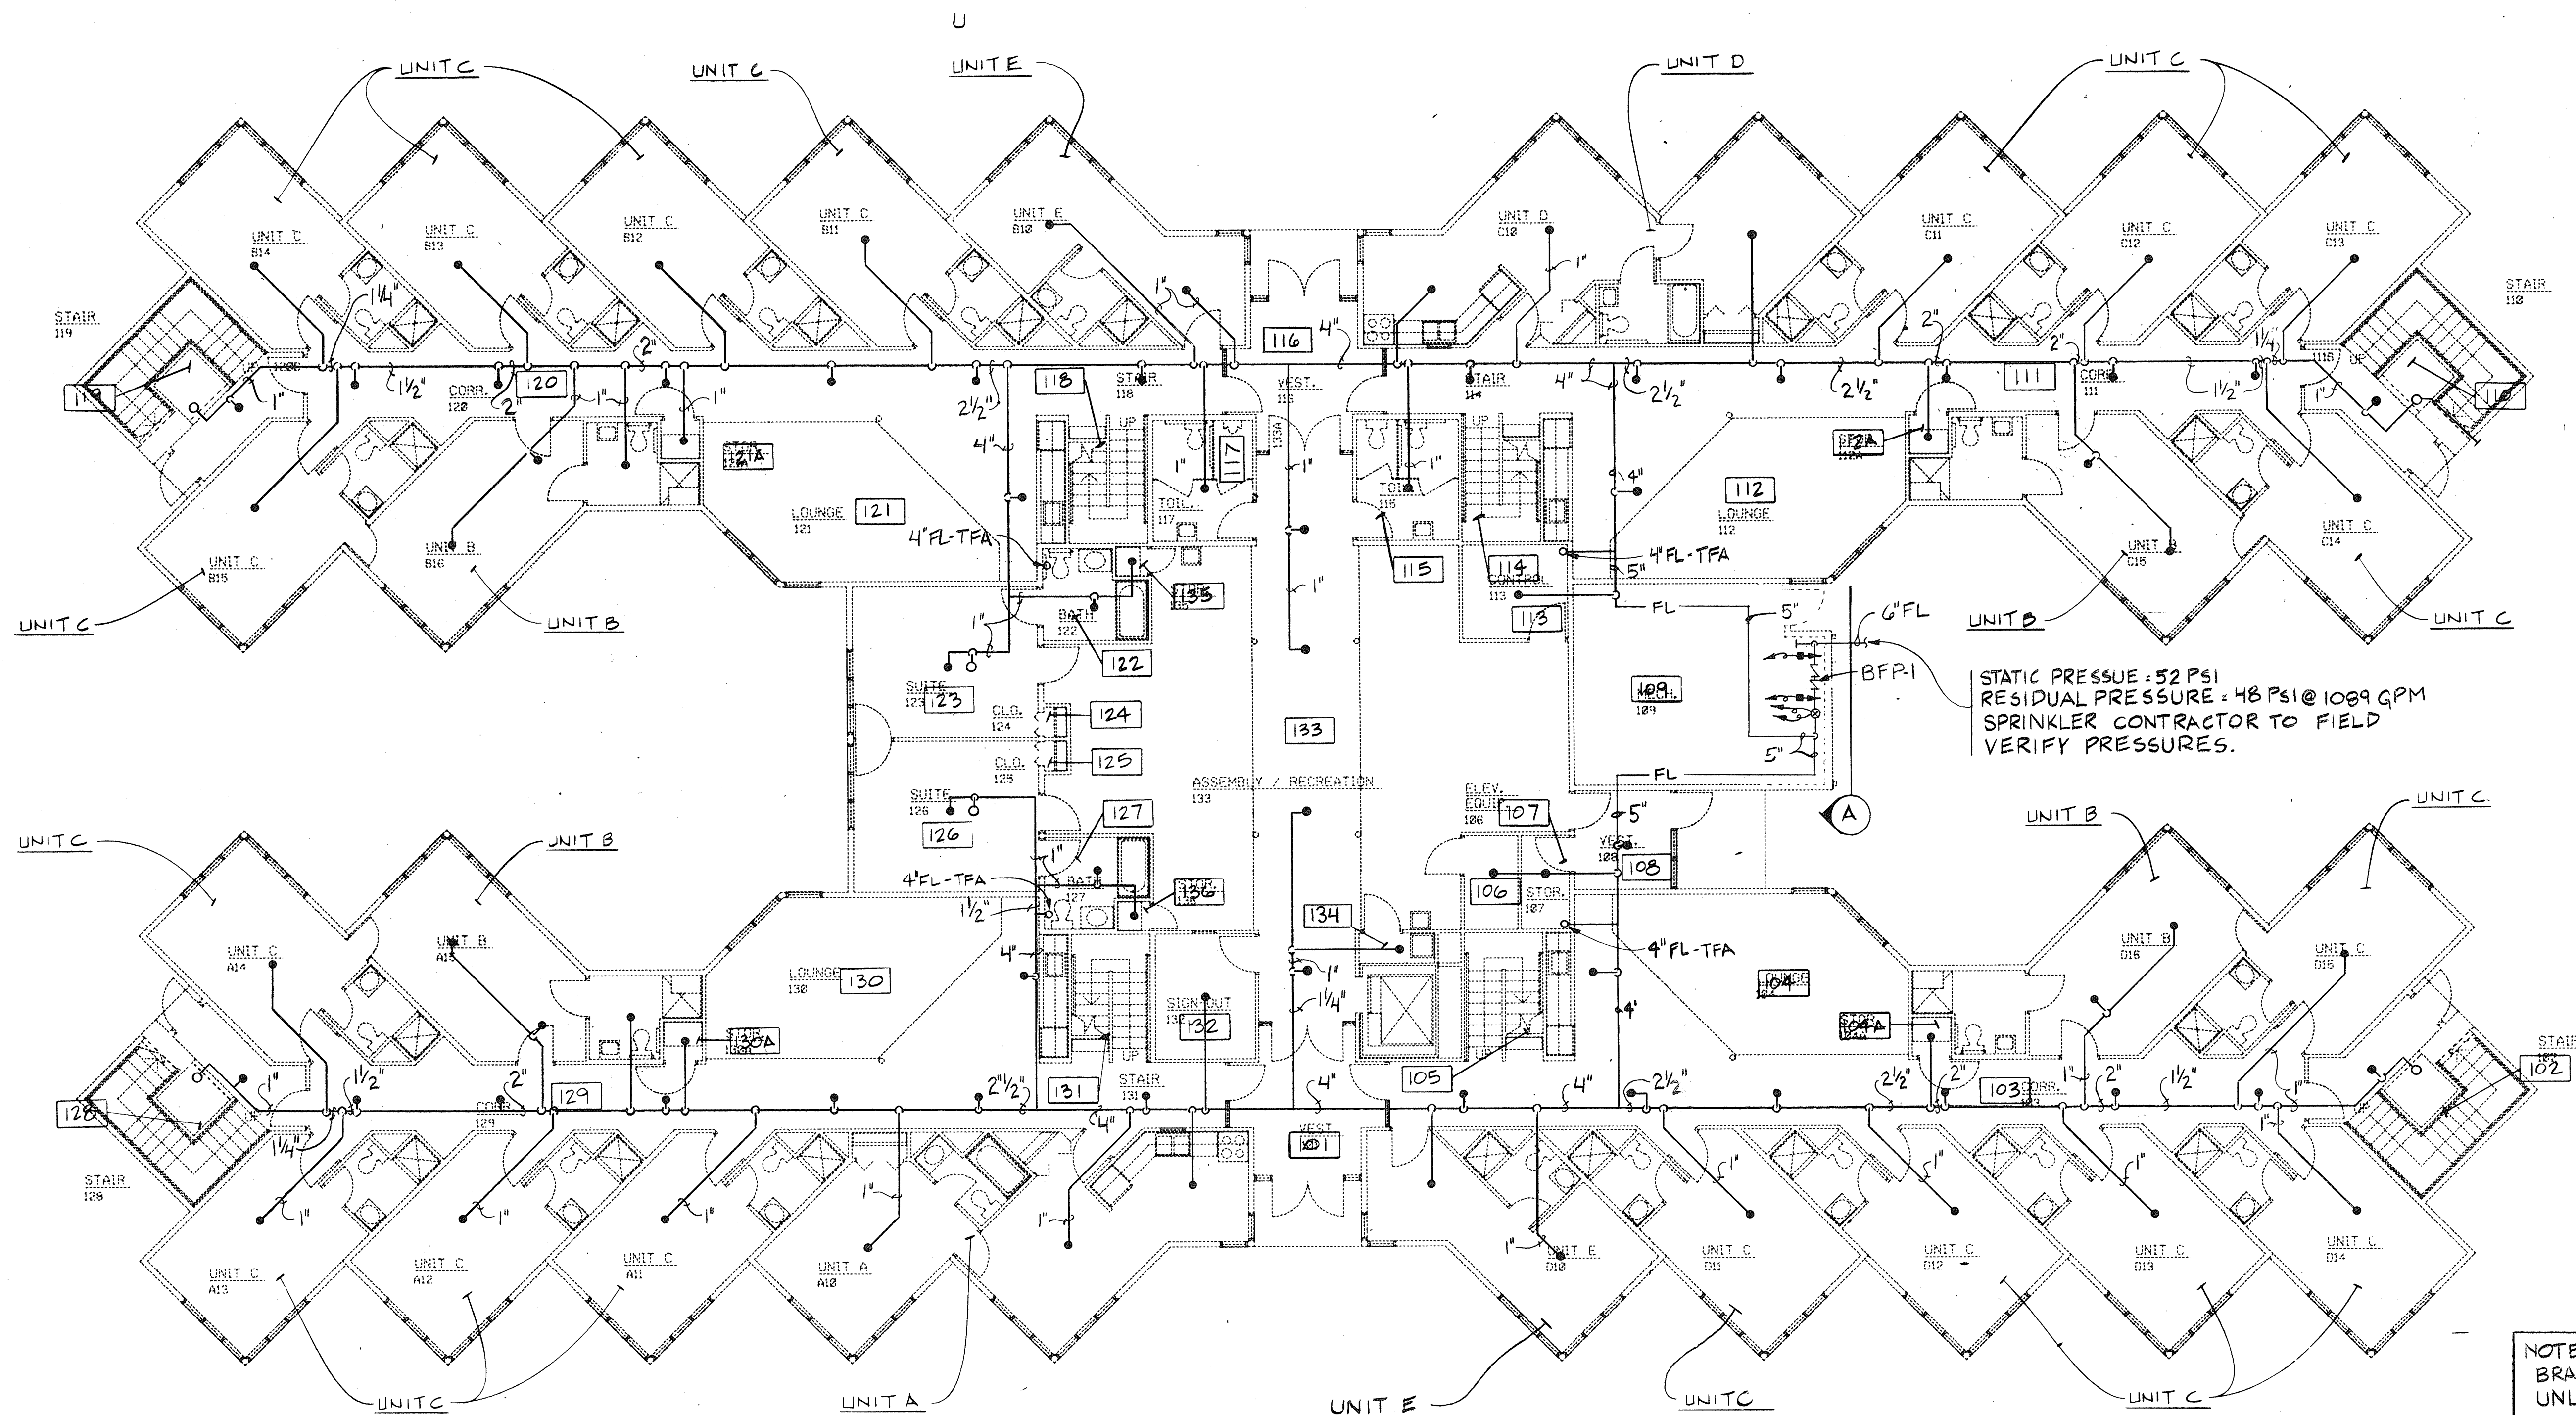 U
UNIT C
UNIT C
UNIT E
UNIT D
UNIT C
UNIT C
B14
UNIT C
B13
UNIT C
B12
UNIT C
B11
UNIT E
B10
UNIT D
C10
UNIT C
C11
UNIT C
C12
UNIT C
C13
STAIR
119
STAIR
110
1¼"
1"
1"
2"
116
4"
2"
2"
1¼"
1"
1½"
CORR.
120
2"
120
1"
1"
2½"
118
STAIR
118
VEST.
STAIR
114
4"
2½"
2½"
111
CORR.
111
1½"
1"
4"
UP
133A
UP
117
1"
1"
1"
4"
LOUNGE
121
121
TOIL.
117
115
112
LOUNGE
112
4"FL-TFA
UNIT B
B16
UNIT C
B15
1"
115
114
4"FL-TFA
5"
CONTROL
113
113
UNIT C
C14
UNIT C
UNIT B
135
BATH
122
1"
122
FL
5"
6"FL
UNIT B
UNIT C
BFP-1
STATIC PRESSUE = 52 PSI
RESIDUAL PRESSURE = 48 PSI @ 1089 GPM
SPRINKLER CONTRACTOR TO FIELD
VERIFY PRESSURES.
SUITE
123
123
CLO.
124
124
109
109
133
CLO.
125
125
5"
FL
ASSEMBLY / RECREATION
133
SUITE
126
126
127
ELEV.
EQUIP.
106
107
5"
A
VEST.
108
108
UNIT C
UNIT B
UNIT B
UNIT C
4"FL-TFA
1"
BATH
127
136
1½"
106
STOR.
107
134
4"FL-TFA
UNIT C
A14
UNIT B
UNIT B
D16
UNIT C
D15
4"
LOUNGE
130
130
1"
1¼"
4"
104
SIGN OUT
132
130A
104A
1"
1½"
2"
129
129
2"½"
131
STAIR
131
UP
4"
4"
105
UP
4"
2½"
2½"
2"
103
CORR.
1"
2"
1½"
1"
102
128
1¼"
101
1"
STAIR
128
1"
1"
1"
1"
1"
1"
1"
1"
1"
UNIT C
A13
UNIT C
A12
UNIT C
A11
UNIT A
A10
UNIT E
D10
UNIT C
D11
UNIT C
D12
UNIT C
D13
D14
UNIT C
UNIT A
UNIT E
UNIT C
UNIT C
NOTE
BRA
UNL